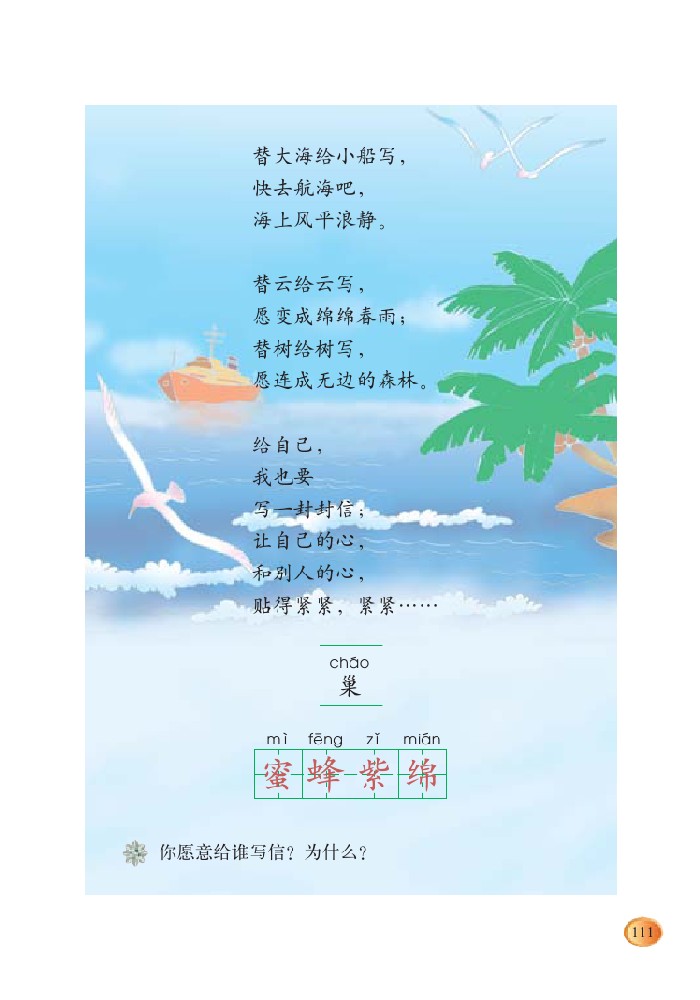 替大海给小船写，
快去航海吧，
海上风平浪静。
替云给云写，
愿变成绵绵春雨；
替树给树写，
愿连成无边的森林。
给自己，
我也要
写一封封信；
让自己的心，
和别人的心，
贴得紧紧，紧紧……
cháo
巢
mì fēng zǐ mián
蜜蜂紫绵
你愿意给谁写信？为什么？
111